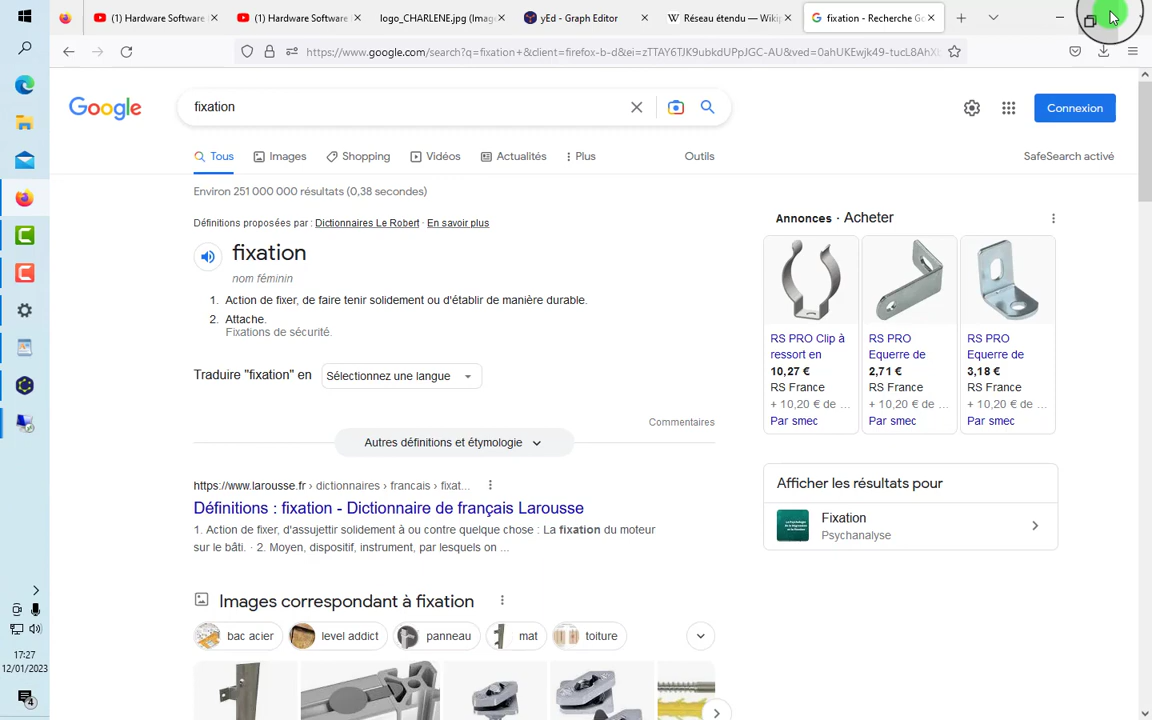 (1) Hardware Software
(1) Hardware Software
logo_CHARLENE.jpg (Imag
yEd - Graph Editor
W Réseau étendu — Wikip
fixation - Recherche Go
https://www.google.com/search?q=fixation+&client=firefox-b-d&ei=zTTAY6TJK9ubkdUPpJGC-AU&ved=0ahUKEwjk49-tucL8AhX
Google
fixation
Connexion
Tous
Images
Shopping
Vidéos
Actualités
Plus
Outils
SafeSearch activé
Environ 251 000 000 résultats (0,38 secondes)
Définitions proposées par : Dictionnaires Le Robert · En savoir plus
fixation
nom féminin
1. Action de fixer, de faire tenir solidement ou d'établir de manière durable.
2. Attache.
Fixations de sécurité.
Traduire "fixation" en
Sélectionnez une langue
Commentaires
Autres définitions et étymologie
https://www.larousse.fr › dictionnaires › francais › fixat...
Définitions : fixation - Dictionnaire de français Larousse
1. Action de fixer, d'assujettir solidement à ou contre quelque chose : La fixation du moteur
sur le bâti. · 2. Moyen, dispositif, instrument, par lesquels on ...
Images correspondant à fixation
bac acier
level addict
panneau
mat
toiture
Annonces · Acheter
RS PRO Clip à
ressort en
10,27 €
RS France
+ 10,20 € de ...
Par smec
RS PRO
Equerre de
2,71 €
RS France
+ 10,20 € de ...
Par smec
RS PRO
Equerre de
3,18 €
RS France
+ 10,20 € de ...
Par smec
Afficher les résultats pour
Fixation
Psychanalyse
17:27
12/01/2023
4